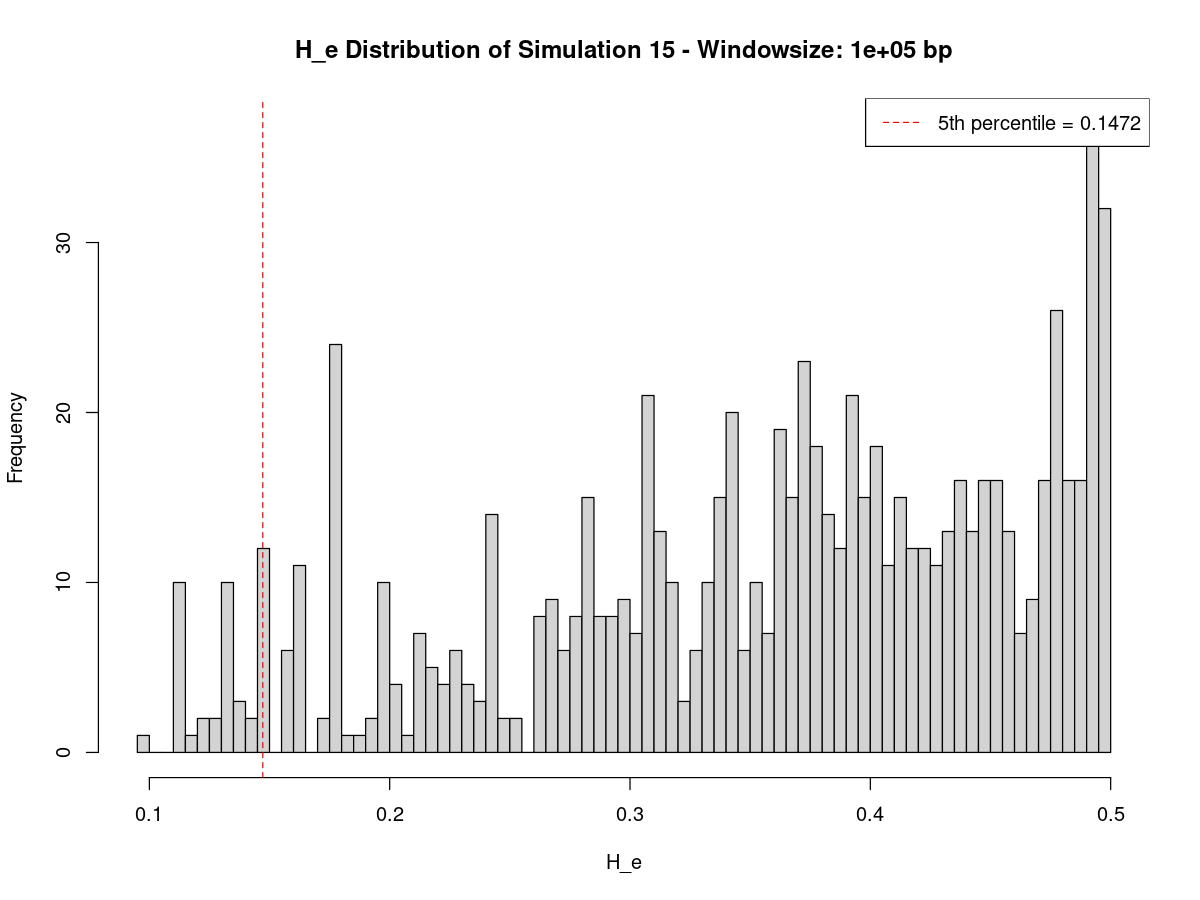 H_e Distribution of Simulation 15 - Windowsize: 1e+05 bp
5th percentile = 0.1472
Frequency
30
20
10
0
0.1 0.2 0.3 0.4 0.5
H_e